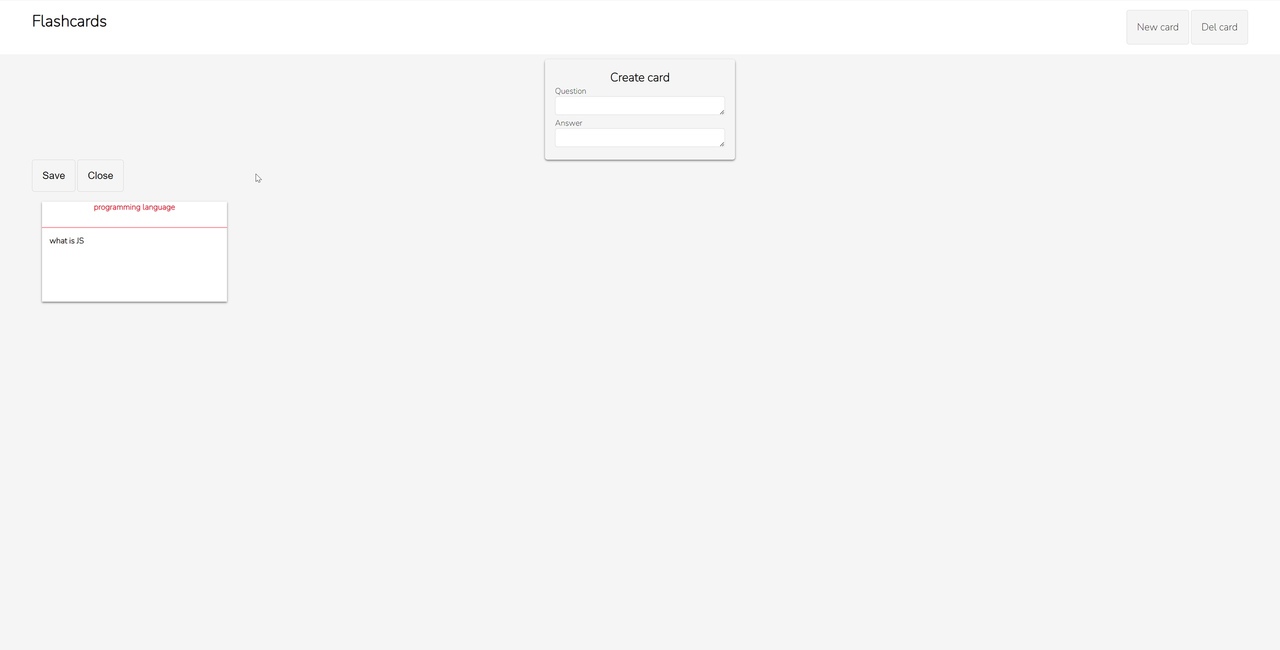 Flashcards
New card Del card
Create card
Question
Answer
Save Close
programming language
what is JS